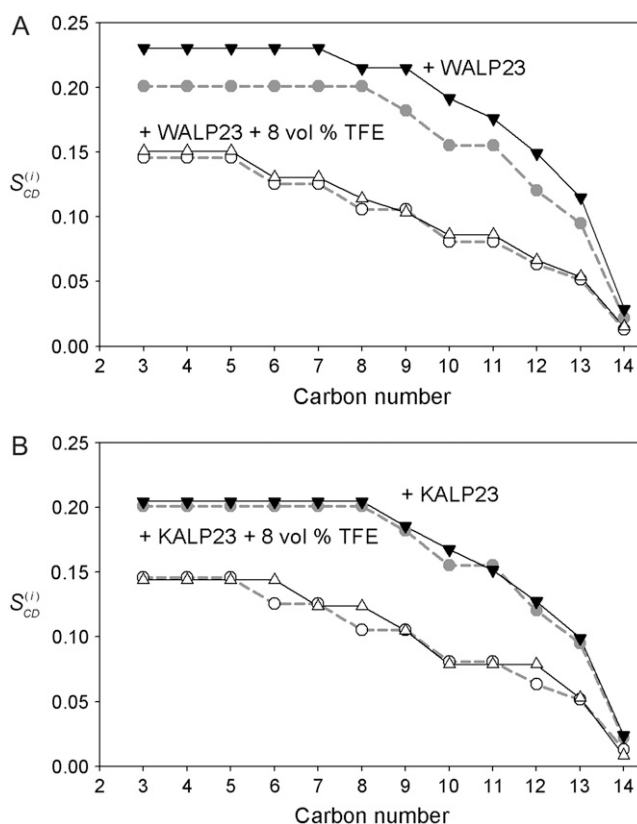 A
0.25
+ WALP23
0.20
+ WALP23 + 8 vol % TFE
0.15
S_CD^(i)
0.10
0.05
0.00
2 3 4 5 6 7 8 9 10 11 12 13 14
Carbon number
B
0.25
+ KALP23
0.20
+ KALP23 + 8 vol % TFE
0.15
S_CD^(i)
0.10
0.05
0.00
2 3 4 5 6 7 8 9 10 11 12 13 14
Carbon number